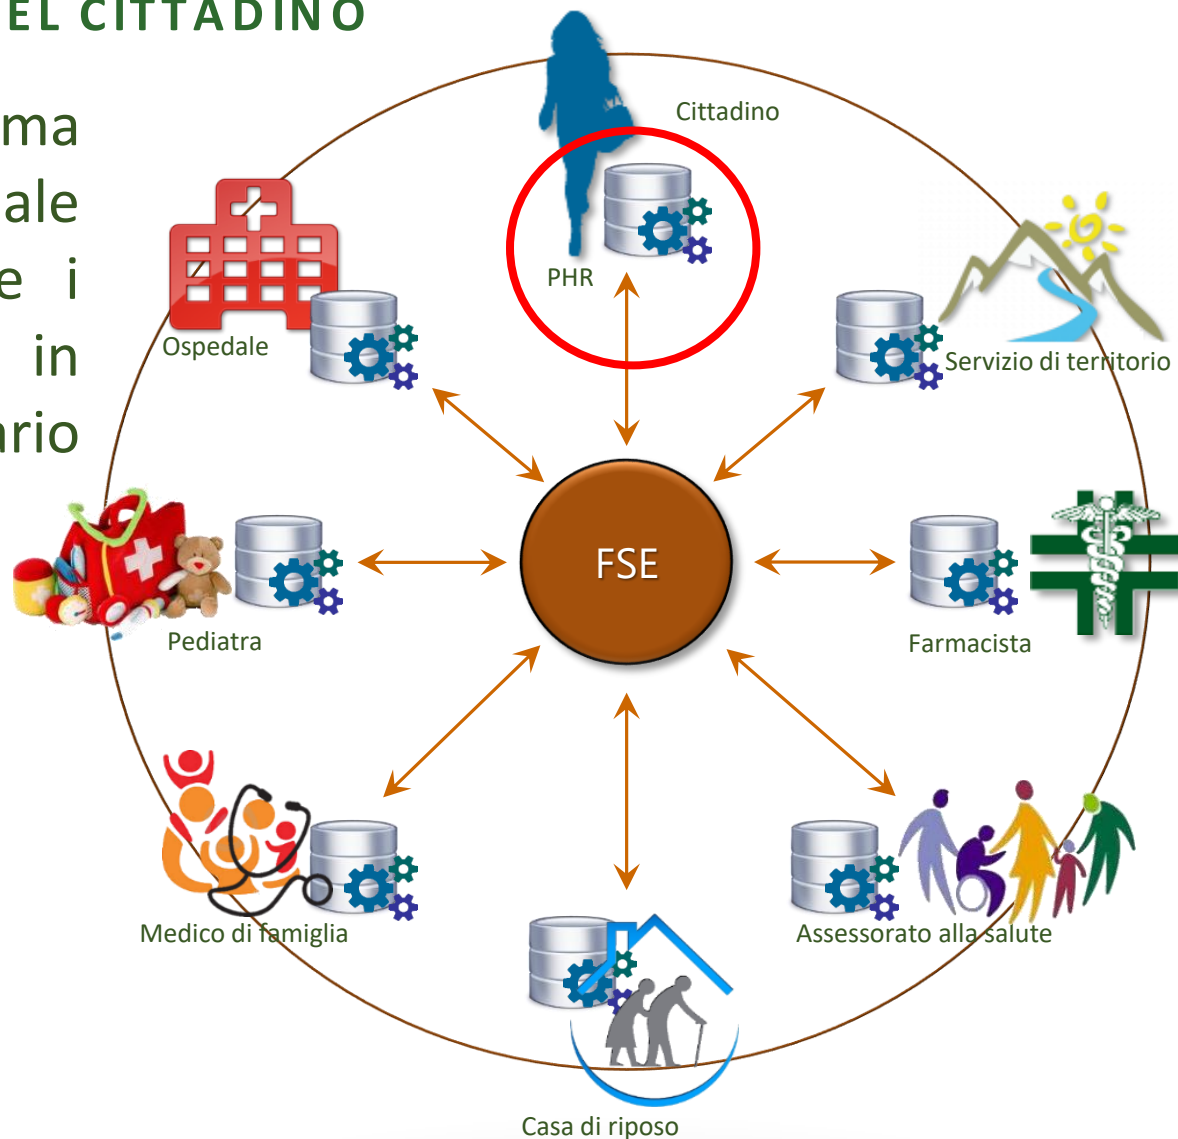 EL CITTADINO
ma
ale
e i
in
ario
Cittadino
PHR
Ospedale
Servizio di territorio
FSE
Pediatra
Farmacista
Medico di famiglia
Assessorato alla salute
Casa di riposo